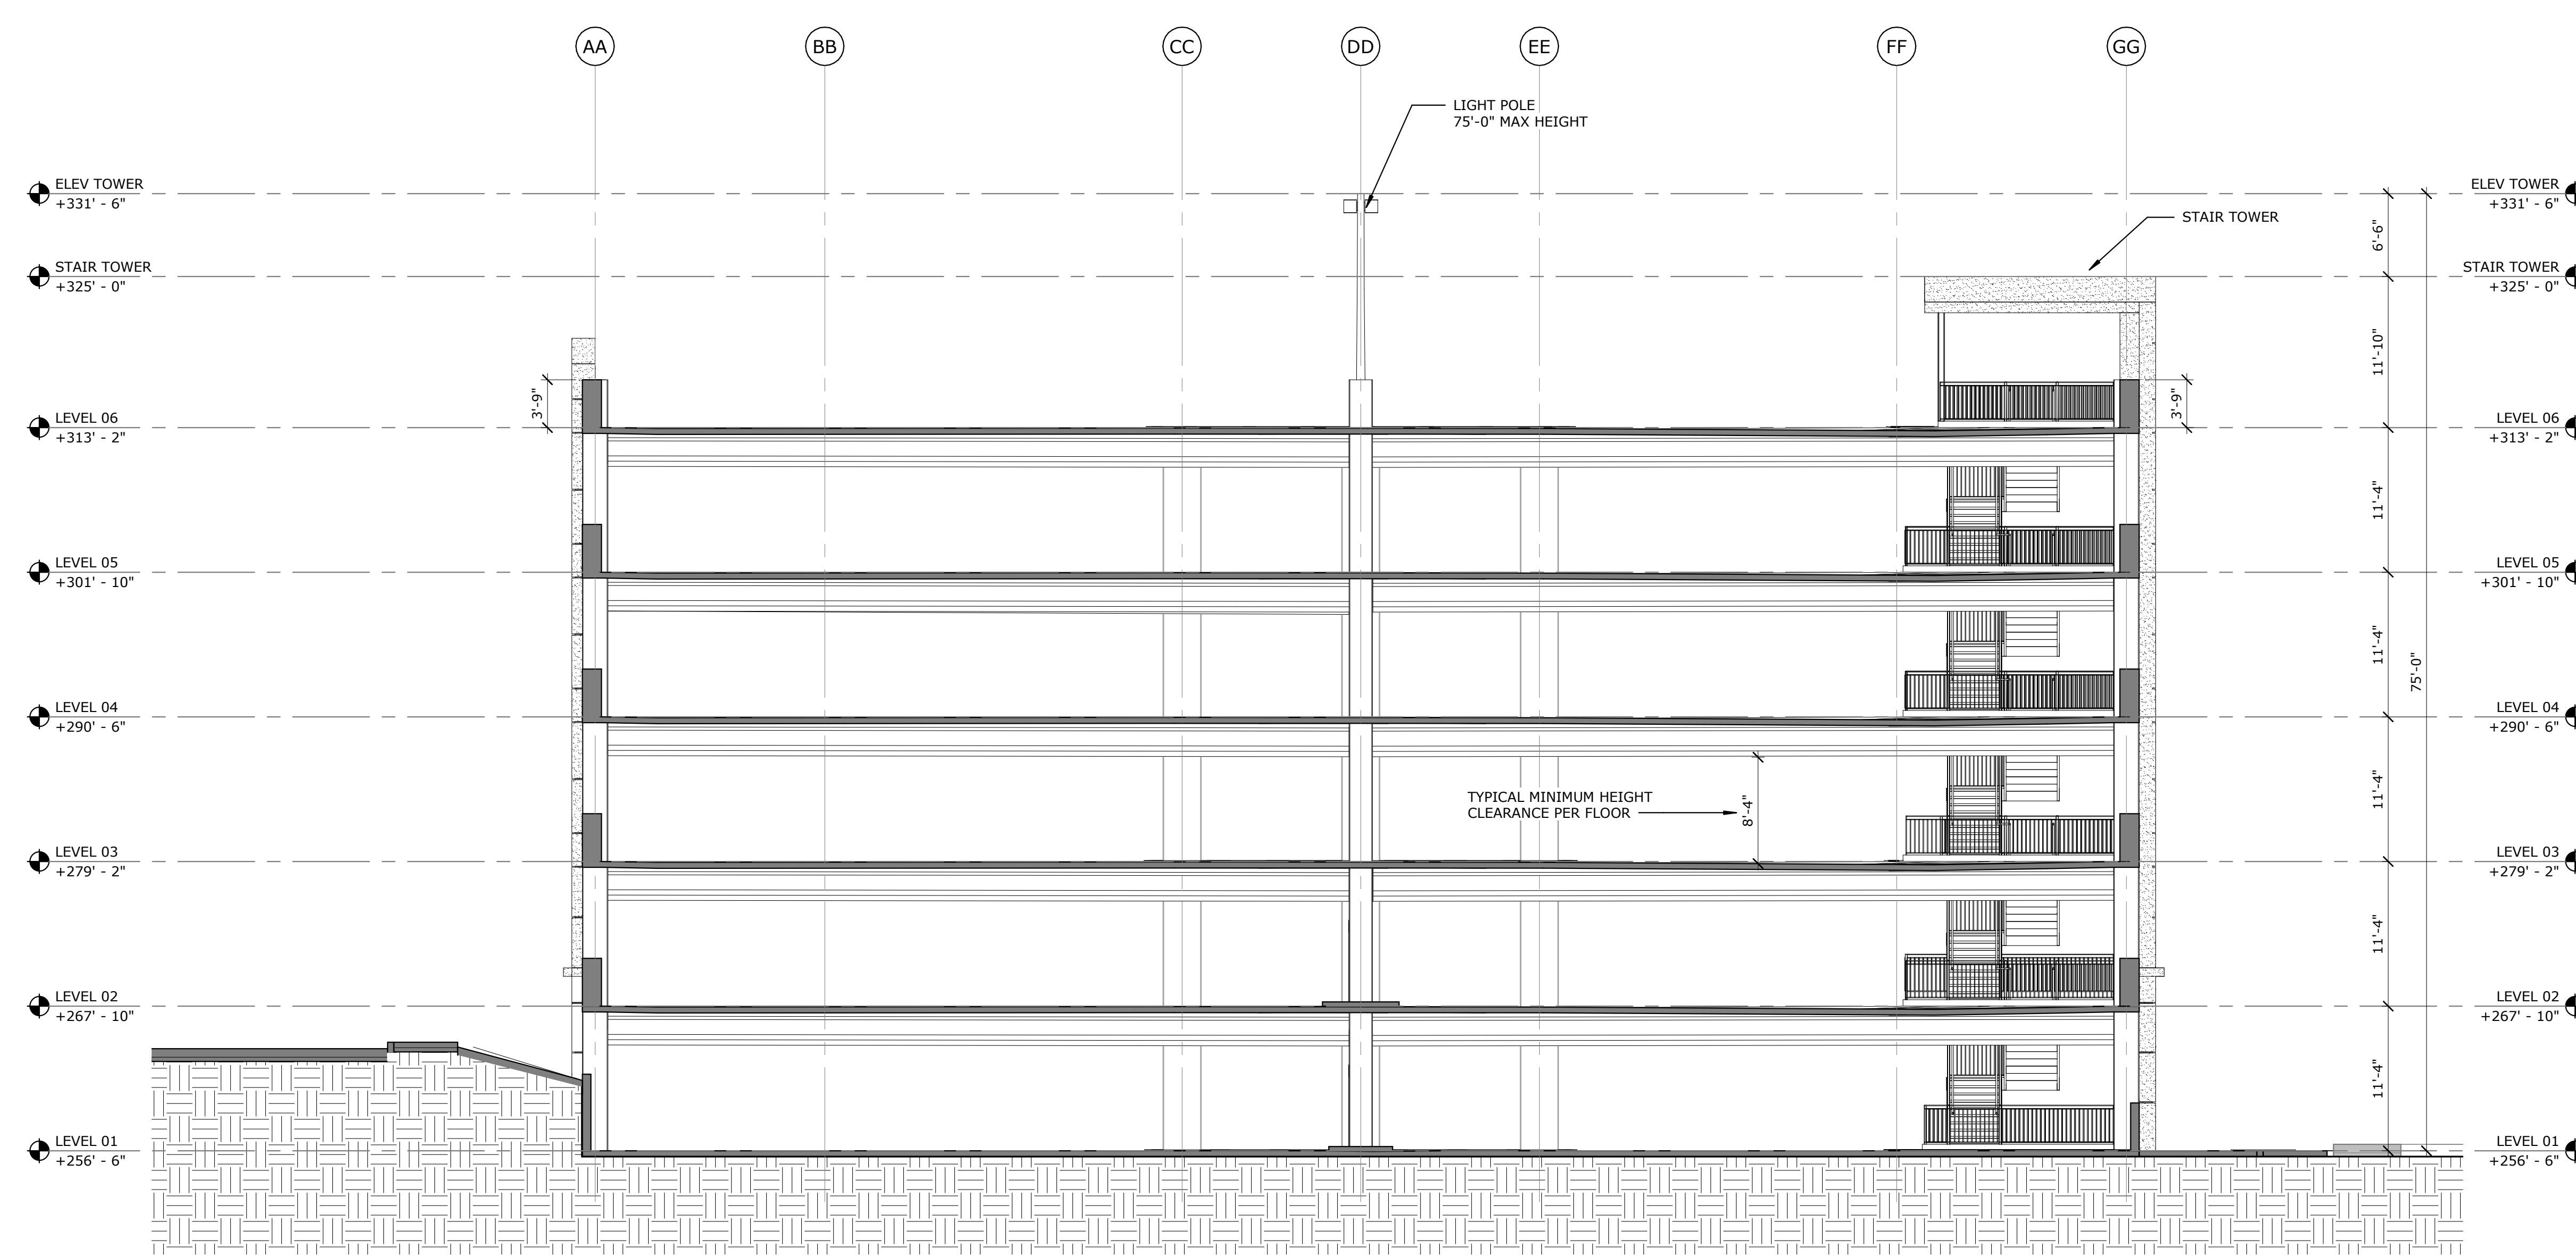 AA BB CC DD EE FF GG
LIGHT POLE
75'-0" MAX HEIGHT
ELEV TOWER
+331' - 6"
ELEV TOWER
+331' - 6"
STAIR TOWER
6'-6"
STAIR TOWER
+325' - 0"
STAIR TOWER
+325' - 0"
11'-10"
3'-9"
3'-9"
LEVEL 06
+313' - 2"
LEVEL 06
+313' - 2"
11'-4"
LEVEL 05
+301' - 10"
LEVEL 05
+301' - 10"
11'-4"
75'-0"
LEVEL 04
+290' - 6"
LEVEL 04
+290' - 6"
TYPICAL MINIMUM HEIGHT
CLEARANCE PER FLOOR
8'-4"
11'-4"
LEVEL 03
+279' - 2"
LEVEL 03
+279' - 2"
11'-4"
LEVEL 02
+267' - 10"
LEVEL 02
+267' - 10"
11'-4"
LEVEL 01
+256' - 6"
LEVEL 01
+256' - 6"